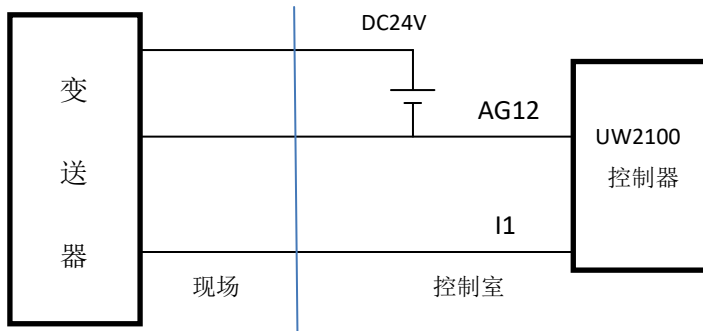 DC24V
变
送
器
AG12
UW2100
控制器
I1
现场
控制室